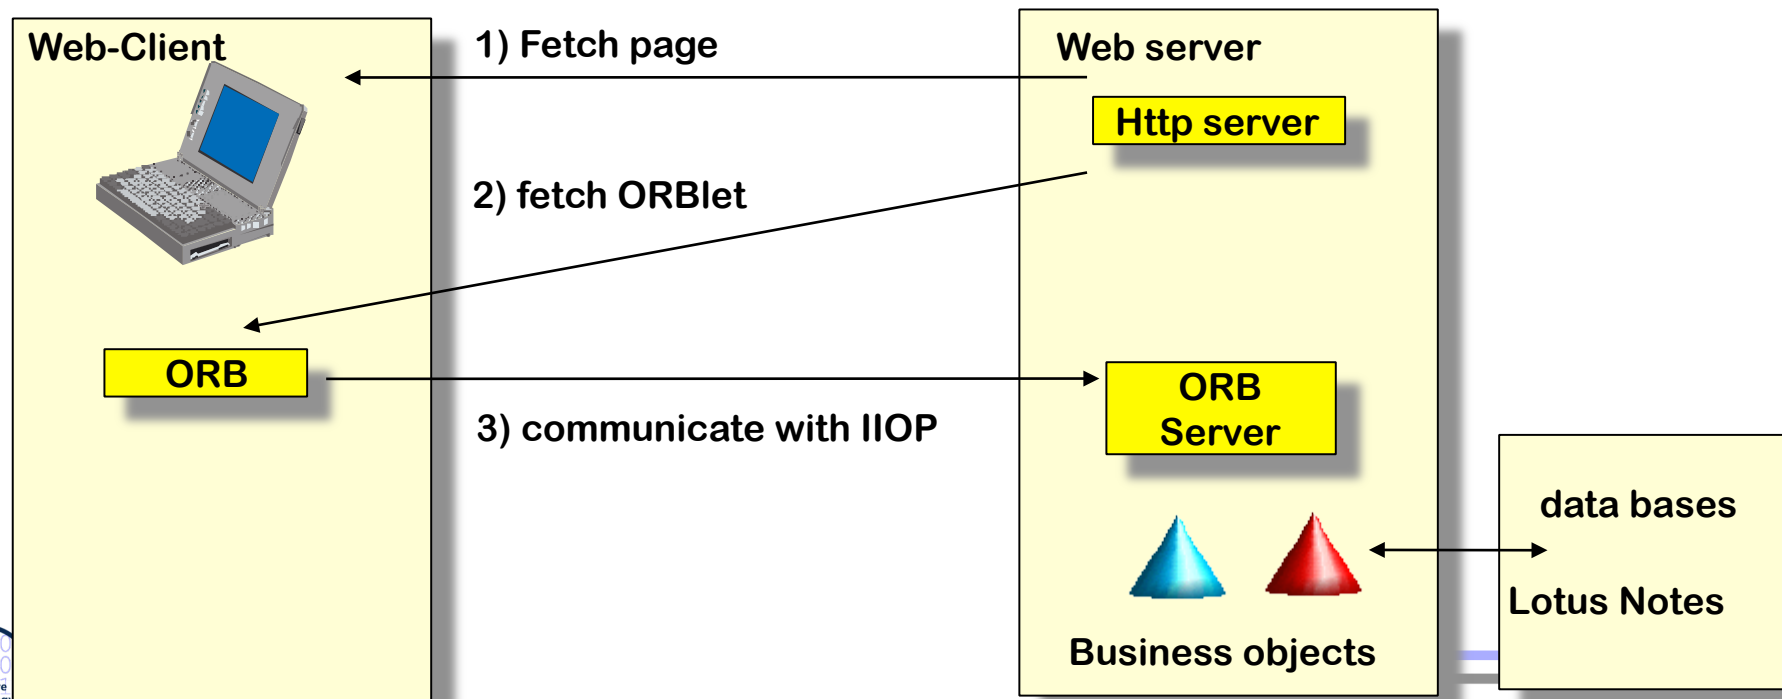 Web-Client
1) Fetch page
Web server
Http server
2) fetch ORBlet
ORB
ORB
Server
3) communicate with IIOP
data bases
Lotus Notes
Business objects